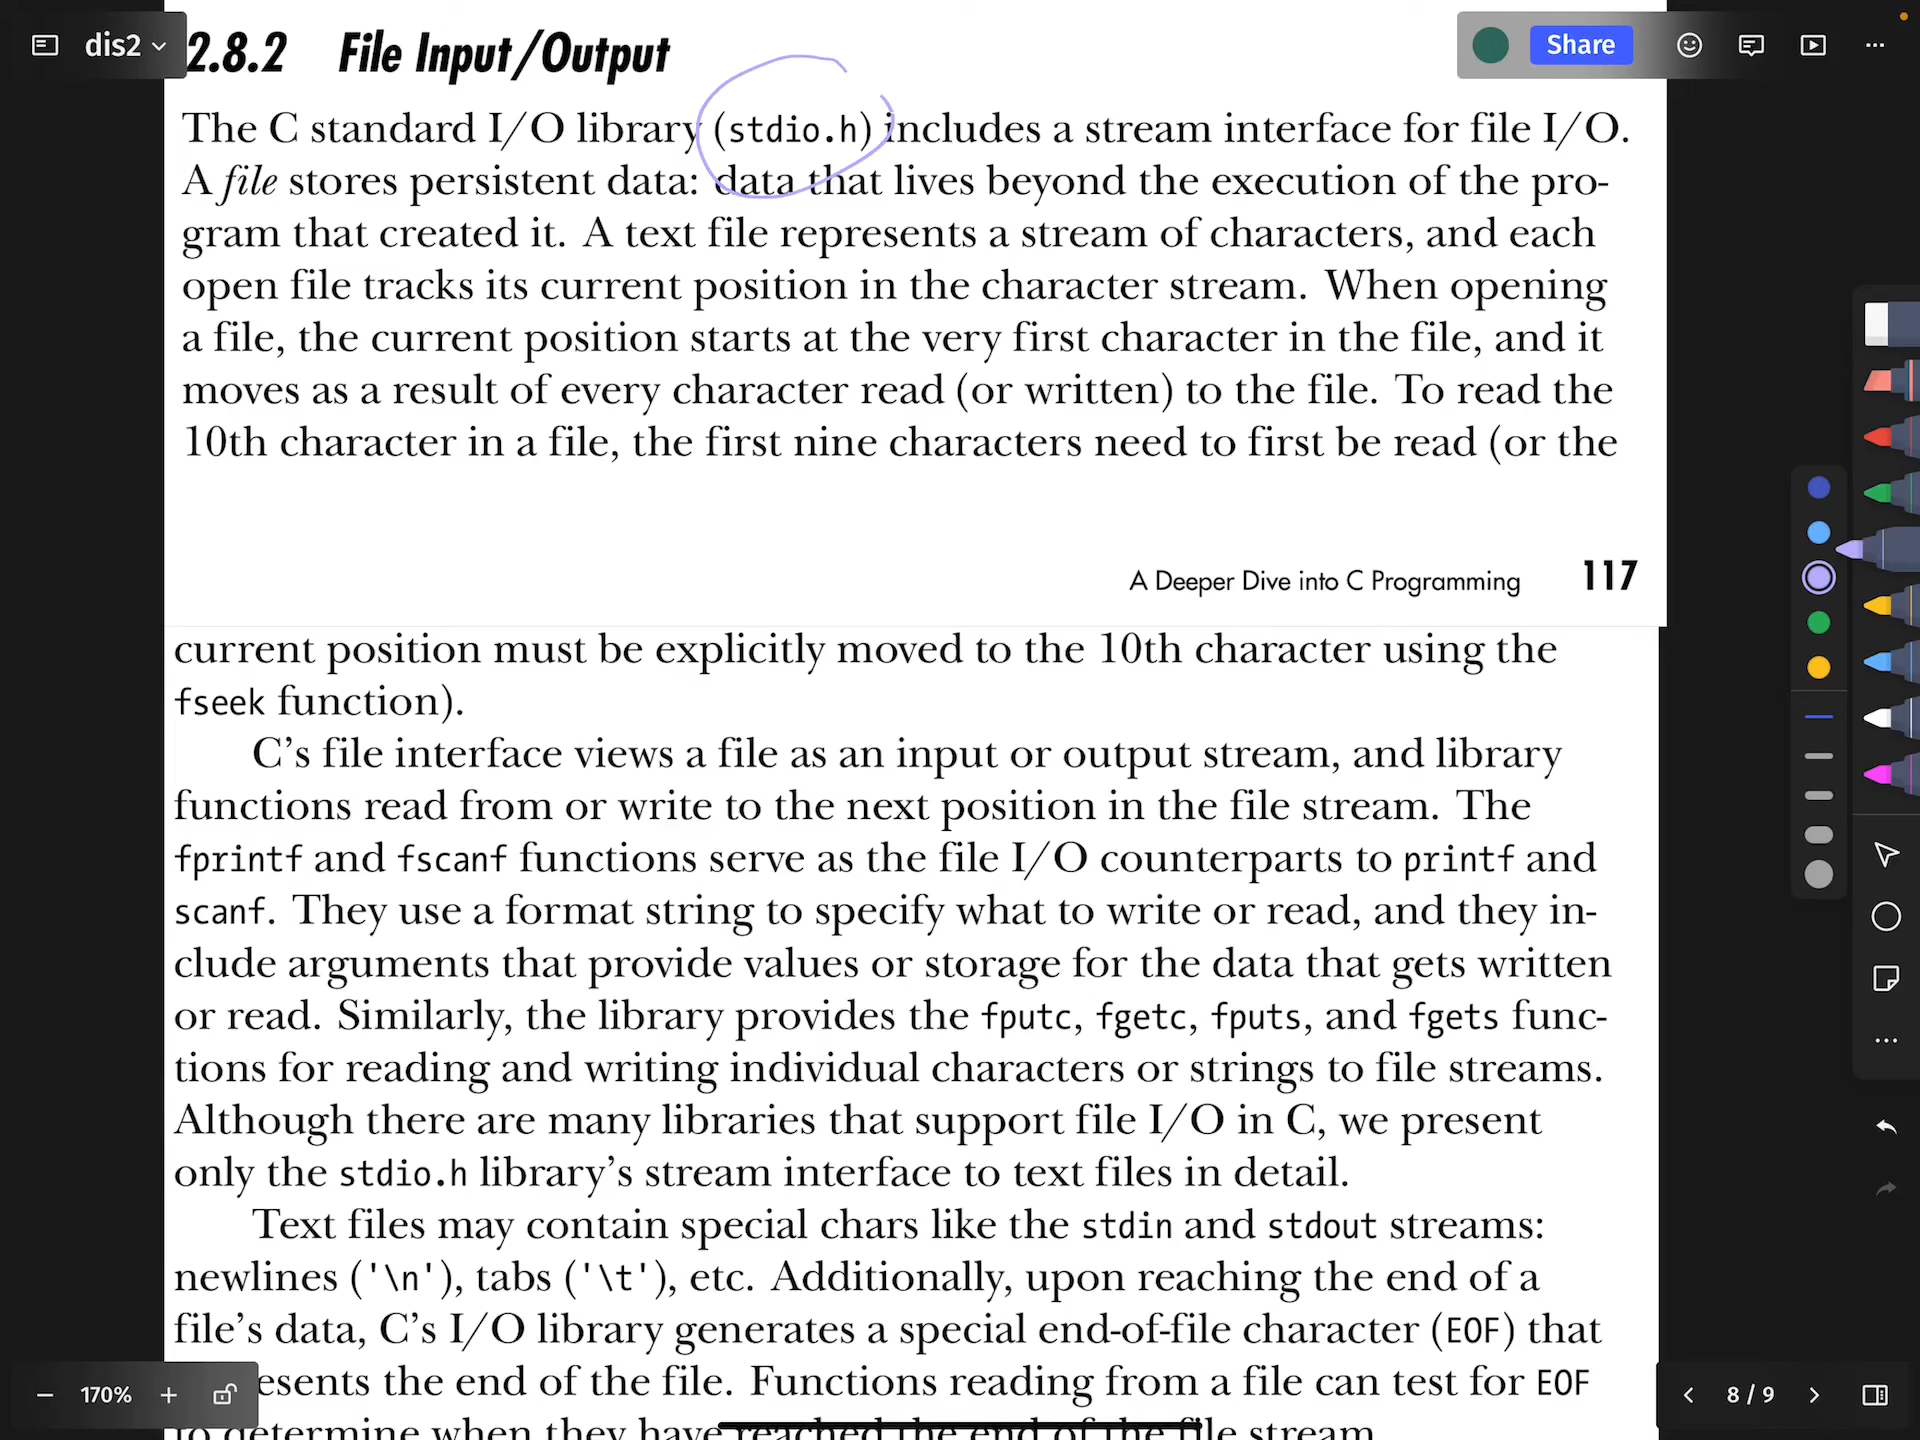 dis2
2.8.2 File Input/Output
Share
The C standard I/O library (stdio.h) includes a stream interface for file I/O.
A file stores persistent data: data that lives beyond the execution of the pro-
gram that created it. A text file represents a stream of characters, and each
open file tracks its current position in the character stream. When opening
a file, the current position starts at the very first character in the file, and it
moves as a result of every character read (or written) to the file. To read the
10th character in a file, the first nine characters need to first be read (or the
A Deeper Dive into C Programming 117
current position must be explicitly moved to the 10th character using the
fseek function).
C’s file interface views a file as an input or output stream, and library
functions read from or write to the next position in the file stream. The
fprintf and fscanf functions serve as the file I/O counterparts to printf and
scanf. They use a format string to specify what to write or read, and they in-
clude arguments that provide values or storage for the data that gets written
or read. Similarly, the library provides the fputc, fgetc, fputs, and fgets func-
tions for reading and writing individual characters or strings to file streams.
Although there are many libraries that support file I/O in C, we present
only the stdio.h library’s stream interface to text files in detail.
Text files may contain special chars like the stdin and stdout streams:
newlines ('\n'), tabs ('\t'), etc. Additionally, upon reaching the end of a
file’s data, C’s I/O library generates a special end-of-file character (EOF) that
esents the end of the file. Functions reading from a file can test for EOF
to determine when they have reached the end of the file stream.
170%
8 / 9